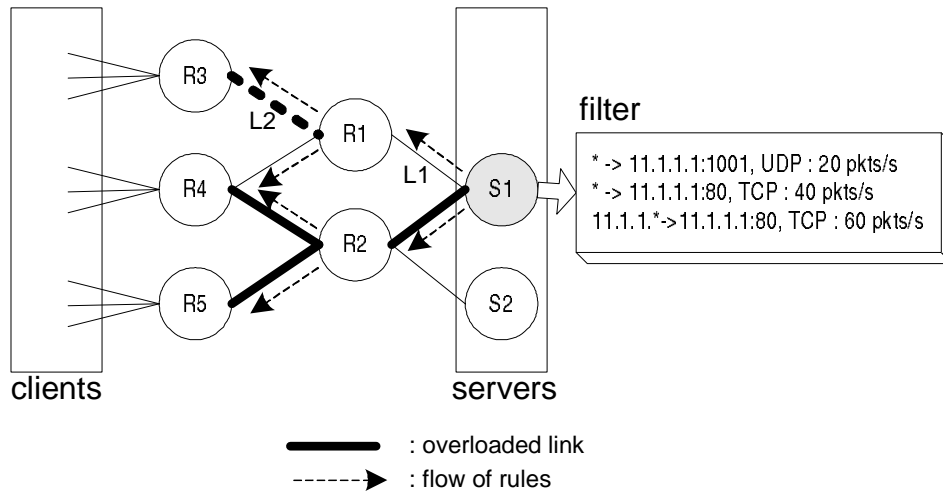 R3
L2
R1
filter
* -> 11.1.1.1:1001, UDP : 20 pkts/s
* -> 11.1.1.1:80, TCP : 40 pkts/s
11.1.1.*->11.1.1.1:80, TCP : 60 pkts/s
L1
R4
S1
R2
R5
S2
clients
servers
: overloaded link
: flow of rules